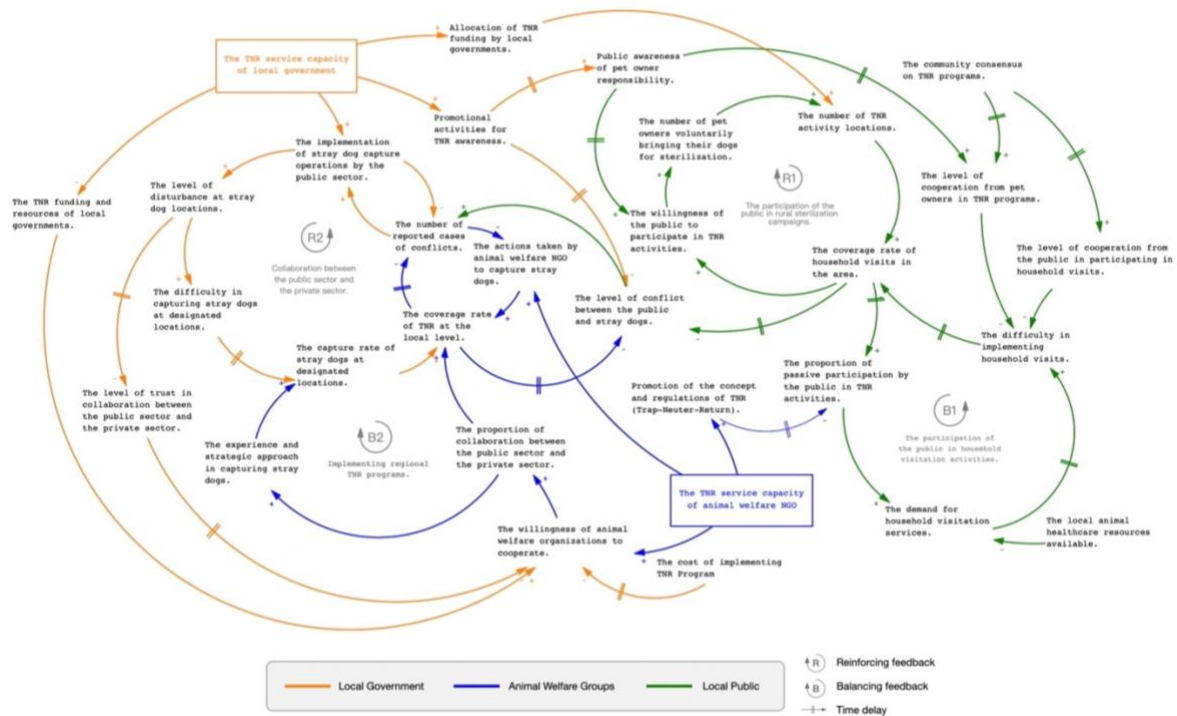 The TNR service capacity
of local government
Allocation of TNR
funding by local
governments.
Public awareness
of pet owner
responsibility.
The community consensus
on TNR programs.
Promotional
activities for
TNR awareness.
The number of pet
owners voluntarily
bringing their dogs
for sterilization.
The number of TNR
activity locations.
The implementation
of stray dog capture
operations by the
public sector.
The level of
disturbance at stray
dog locations.
The TNR funding and
resources of local
governments.
The level of
cooperation from pet
owners in TNR programs.
R1
The participation of the
public in rural sterilization
campaigns.
The willingness of
the public to
participate in TNR
activities.
The number of
reported cases
of conflicts.
R2
Collaboration between
the public sector and
the private sector.
The actions taken by
animal welfare NGO
to capture stray
dogs.
The coverage rate of
household visits in
the area.
The level of cooperation from
the public in participating in
household visits.
The difficulty in
capturing stray dogs
at designated
locations.
The level of conflict
between the public
and stray dogs.
The coverage rate
of TNR at the
local level.
The difficulty in
implementing
household visits.
The capture rate of
stray dogs at
designated
locations.
The proportion of
passive participation by
the public in TNR
activities.
Promotion of the concept
and regulations of TNR
(Trap-Neuter-Return).
The level of trust in
collaboration between
the public sector and
the private sector.
B1
The participation of
the public in household
visitation activities.
The experience and
strategic approach
in capturing stray
dogs.
B2
Implementing regional
TNR programs.
The proportion of
collaboration between
the public sector and
the private sector.
The TNR service capacity
of animal welfare NGO
The demand for
household visitation
services.
The local animal
healthcare resources
available.
The willingness of animal
welfare organizations to
cooperate.
The cost of implementing
TNR Program
Local Government
Animal Welfare Groups
Local Public
R Reinforcing feedback
B Balancing feedback
Time delay